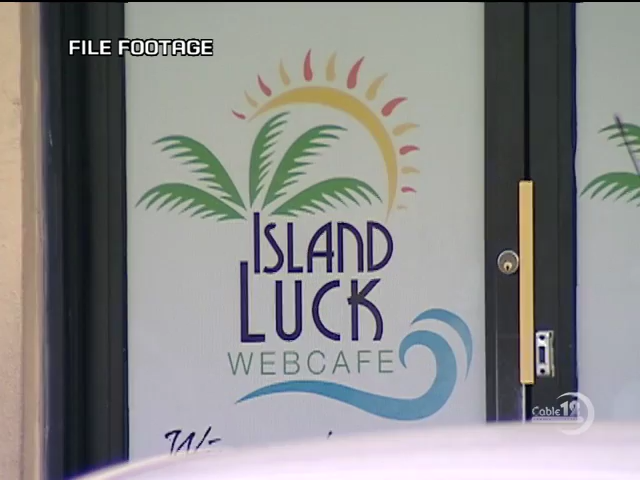 FILE FOOTAGE
ISLAND
LUCK
WEBCAFE
Cable 12